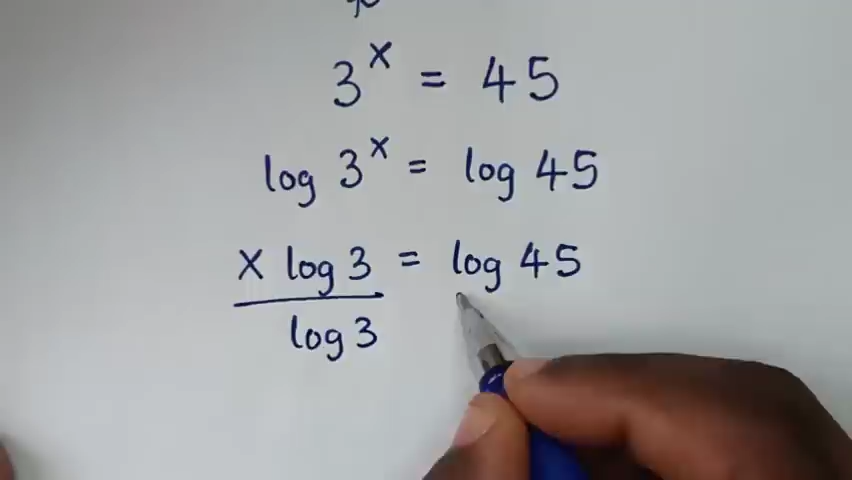 3^x = 45
log 3^x = log 45
x log 3 = log 45
log 3